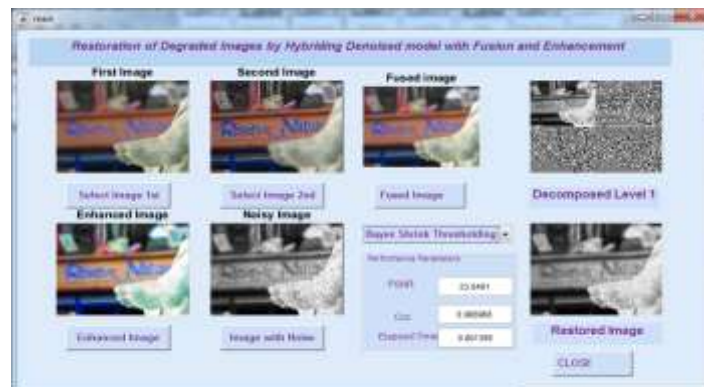 Restoration of Degraded Images by Hybriding Denoised model with Fusion and Enhancement
First Image
Second Image
Fused image
Select Image 1st
Select Image 2nd
Fused Image
Decomposed Level 1
Enhanced Image
Noisy Image
Bayes Shrink Thresholding
Performance Parameters
PSNR
Elapsed Time
Enhanced Image
Image with Noise
Restored Image
CLOSE